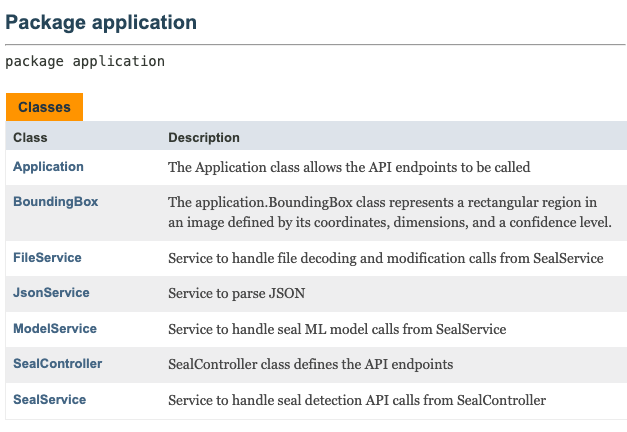 Package application
package application
Classes
Class Description
Application The Application class allows the API endpoints to be called
BoundingBox The application.BoundingBox class represents a rectangular region in
an image defined by its coordinates, dimensions, and a confidence level.
FileService Service to handle file decoding and modification calls from SealService
JsonService Service to parse JSON
ModelService Service to handle seal ML model calls from SealService
SealController SealController class defines the API endpoints
SealService Service to handle seal detection API calls from SealController